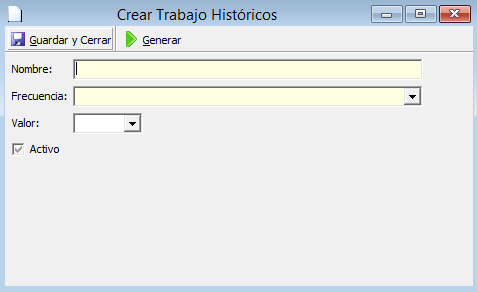 Crear Trabajo Históricos
Guardar y Cerrar Generar
Nombre:
Frecuencia:
Valor:
Activo